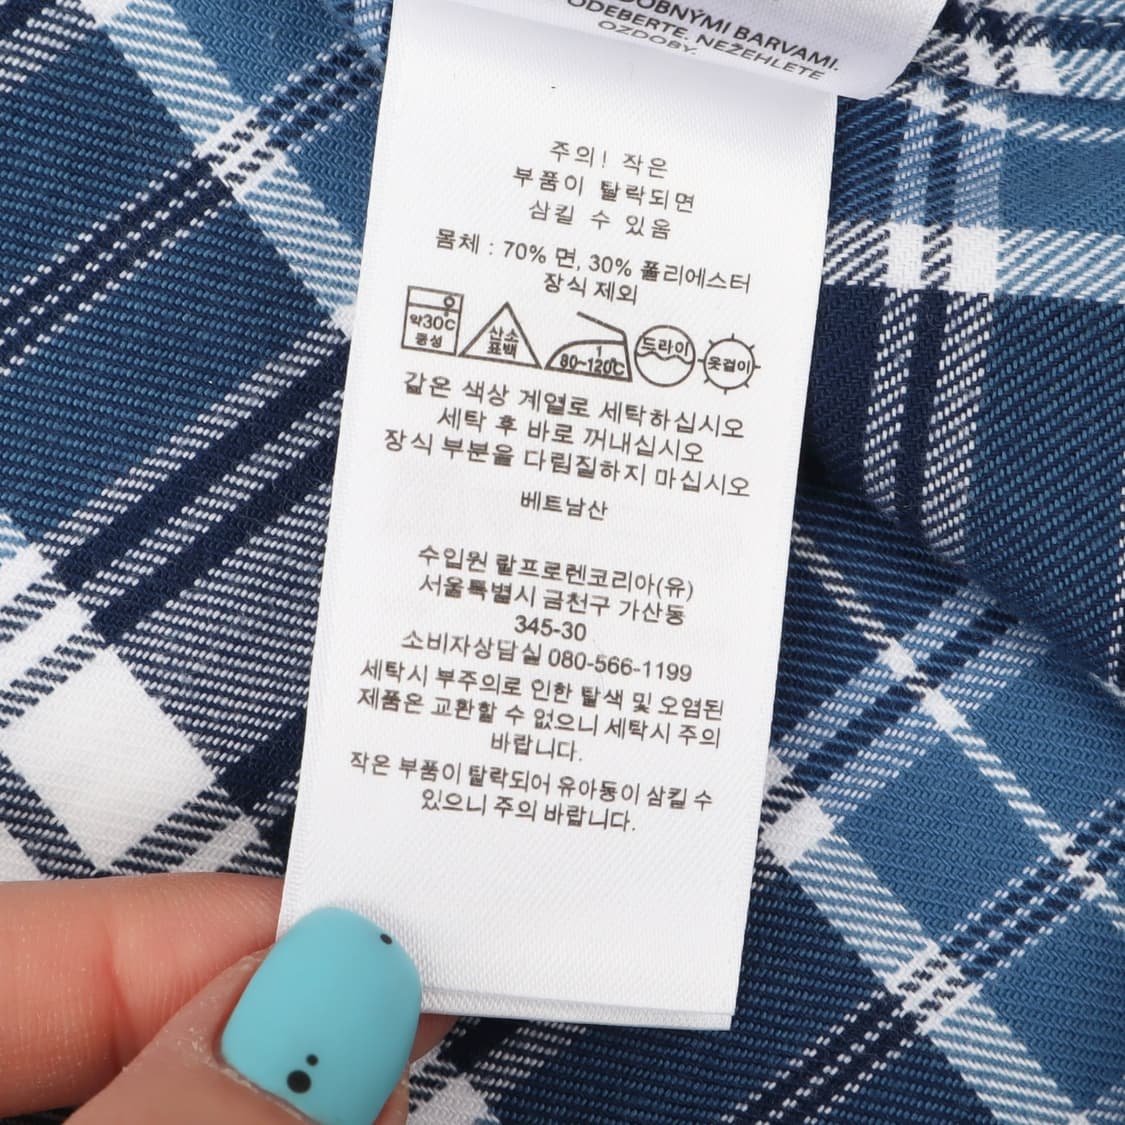 DOBNÝMI BARVAMI.
ODEBERTE. NEŽEHLETE
OZDOBY.
주의! 작은
부품이 탈락되면
삼킬 수 있음
몸체 : 70% 면, 30% 폴리에스터
장식 제외
약30℃
중성
산소
표백
1
80~120℃
드라이
옷걸이
같은 색상 계열로 세탁하십시오
세탁 후 바로 꺼내십시오
장식 부분을 다림질하지 마십시오
베트남산
수입원 랄프로렌코리아(유)
서울특별시 금천구 가산동
345-30
소비자상담실 080-566-1199
세탁시 부주의로 인한 탈색 및 오염된
제품은 교환할 수 없으니 세탁시 주의
바랍니다.
작은 부품이 탈락되어 유아동이 삼킬 수
있으니 주의 바랍니다.